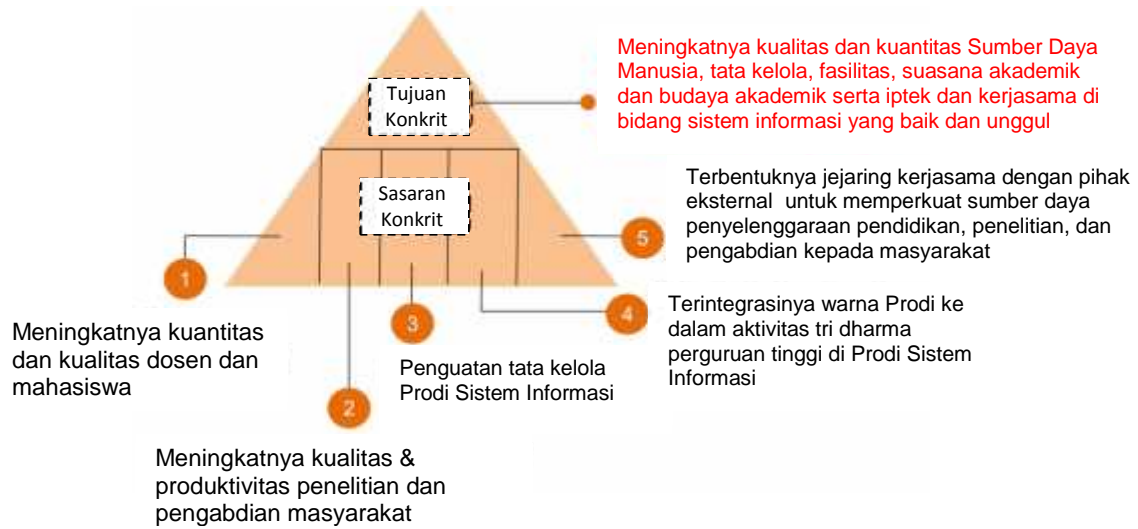 Meningkatnya kualitas dan kuantitas Sumber Daya
Manusia, tata kelola, fasilitas, suasana akademik
dan budaya akademik serta iptek dan kerjasama di
bidang sistem informasi yang baik dan unggul
Tujuan
Konkrit
Sasaran
Konkrit
Terbentuknya jejaring kerjasama dengan pihak
eksternal untuk memperkuat sumber daya
penyelenggaraan pendidikan, penelitian, dan
pengabdian kepada masyarakat
5
1
Meningkatnya kuantitas
dan kualitas dosen dan
mahasiswa
3
Penguatan tata kelola
Prodi Sistem Informasi
4
Terintegrasinya warna Prodi ke
dalam aktivitas tri dharma
perguruan tinggi di Prodi Sistem
Informasi
2
Meningkatnya kualitas &
produktivitas penelitian dan
pengabdian masyarakat